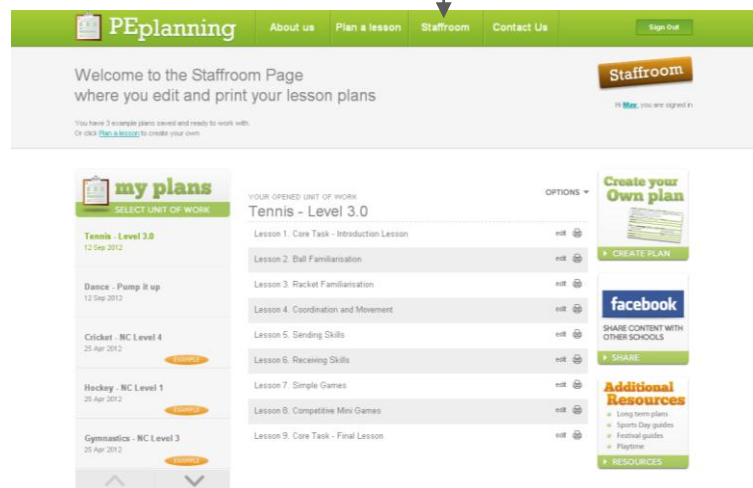 PEplanning
About us Plan a lesson Staffroom Contact Us
Sign Out
Welcome to the Staffroom Page
where you edit and print your lesson plans
Staffroom
Hi Max, you are signed in
You have 3 example plans saved and ready to work with.
Or click Plan a lesson to create your own
my plans
SELECT UNIT OF WORK
Tennis - Level 3.0
12 Sep 2012
Dance - Pump it up
12 Sep 2012
Cricket - NC Level 4
25 Apr 2012
EXAMPLE
Hockey - NC Level 1
25 Apr 2012
EXAMPLE
Gymnastics - NC Level 3
25 Apr 2012
EXAMPLE
YOUR OPENED UNIT OF WORK
OPTIONS
Tennis - Level 3.0
Lesson 1. Core Task - Introduction Lesson edit
Lesson 2. Ball Familiarisation edit
Lesson 3. Racket Familiarisation edit
Lesson 4. Coordination and Movement edit
Lesson 5. Sending Skills edit
Lesson 6. Receiving Skills edit
Lesson 7. Simple Games edit
Lesson 8. Competitive Mini Games edit
Lesson 9. Core Task - Final Lesson edit
Create your
Own plan
CREATE PLAN
facebook
SHARE CONTENT WITH
OTHER SCHOOLS
SHARE
Additional
Resources
Long term plans
Sports Day guides
Festival guides
Playtime
RESOURCES